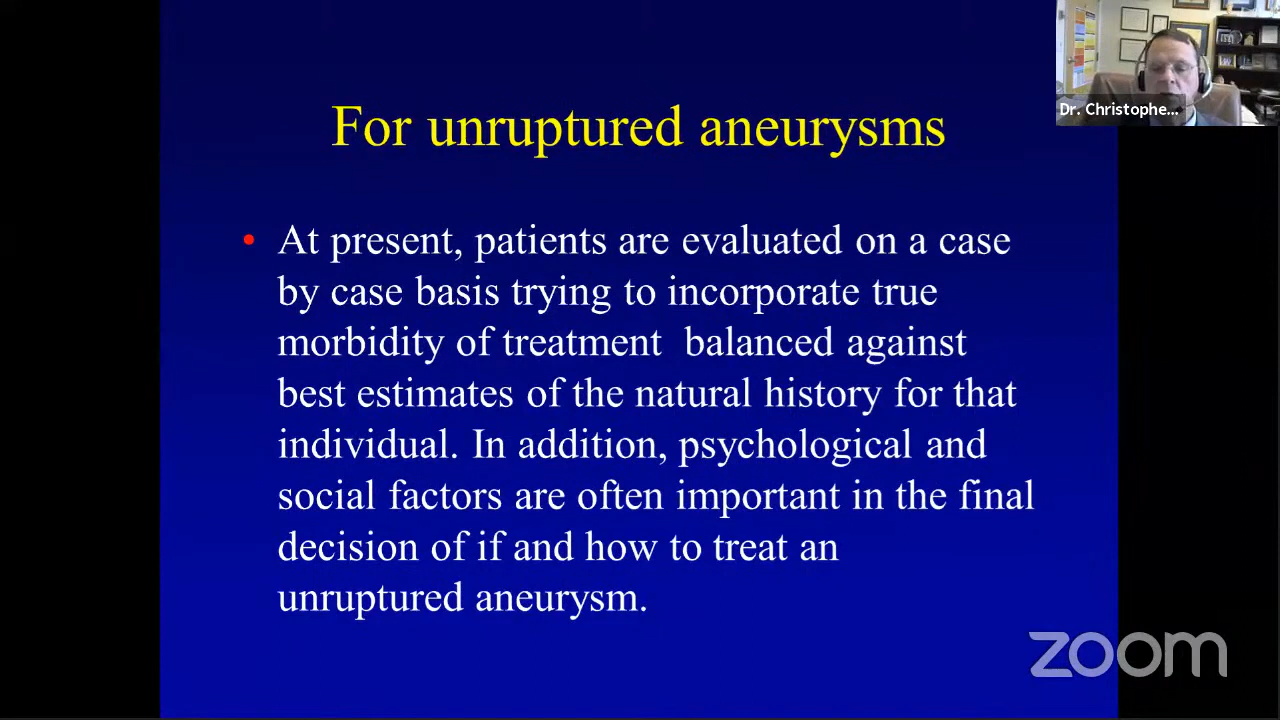 Dr. Christophe...
For unruptured aneurysms
• At present, patients are evaluated on a case
by case basis trying to incorporate true
morbidity of treatment  balanced against
best estimates of the natural history for that
individual. In addition, psychological and
social factors are often important in the final
decision of if and how to treat an
unruptured aneurysm.
zoom